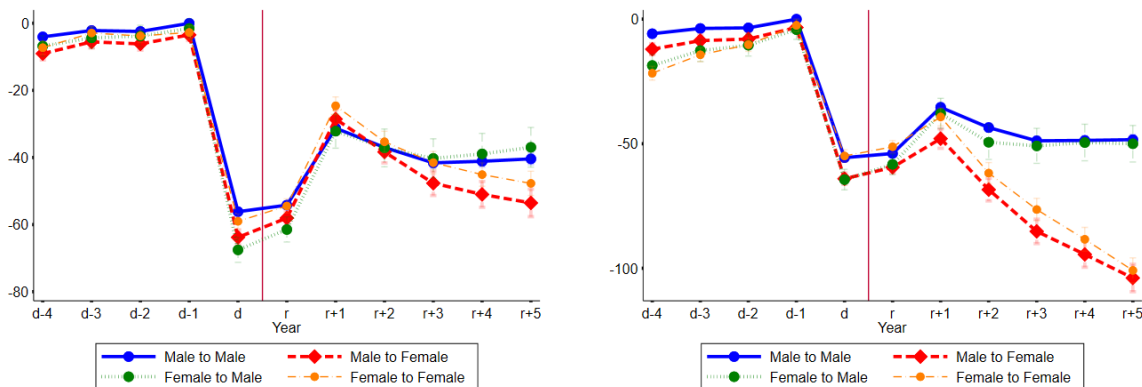 0
-20
-40
-60
-80
d-4 d-3 d-2 d-1 d r r+1 r+2 r+3 r+4 r+5
Year
Male to Male Male to Female
Female to Male Female to Female
0
-50
-100
d-4 d-3 d-2 d-1 d r r+1 r+2 r+3 r+4 r+5
Year
Male to Male Male to Female
Female to Male Female to Female